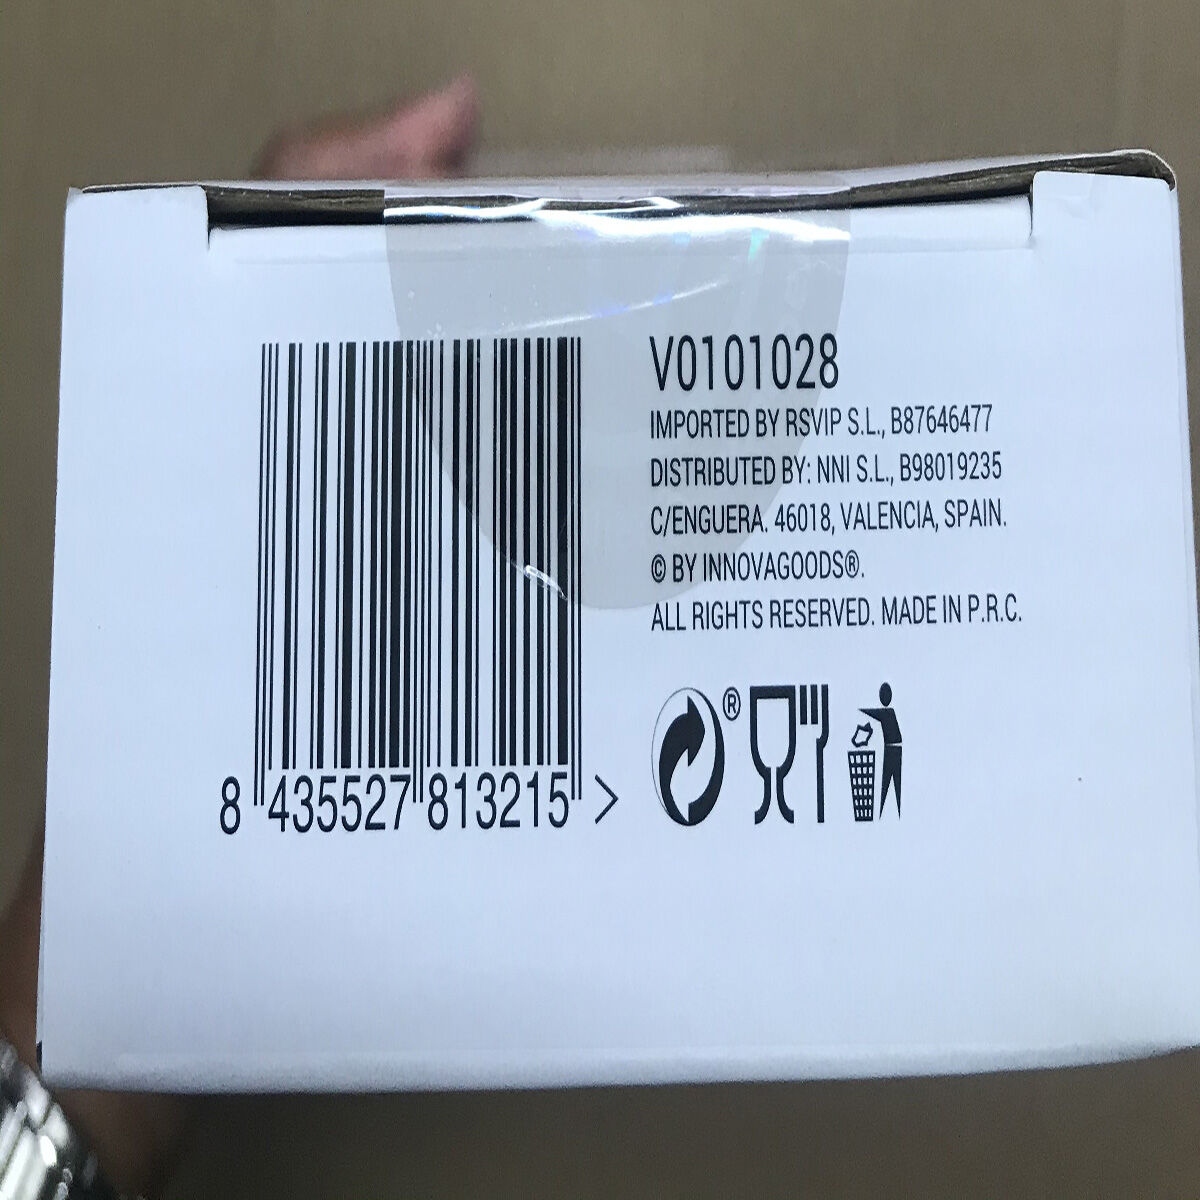 V0101028
IMPORTED BY RSVIP S.L., B87646477
DISTRIBUTED BY: NNI S.L., B98019235
C/ENGUERA. 46018, VALENCIA, SPAIN.
© BY INNOVAGOODS®.
ALL RIGHTS RESERVED. MADE IN P.R.C.
®
8 435527 813215 >